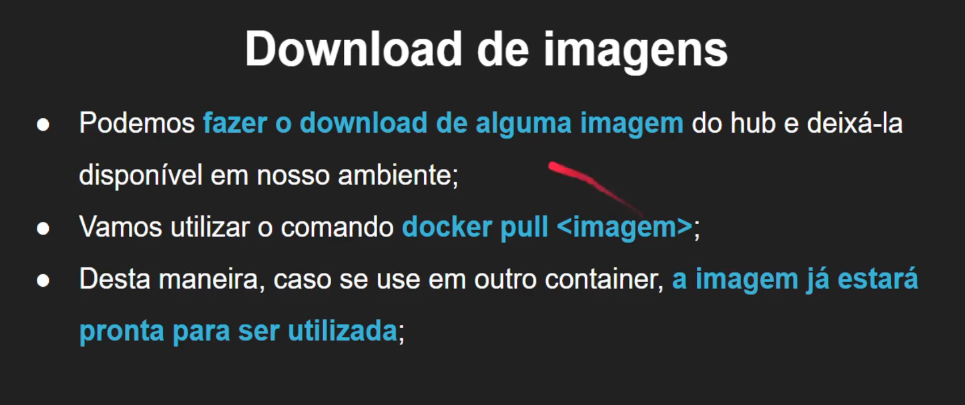 Download de imagens
● Podemos fazer o download de alguma imagem do hub e deixá-la
disponível em nosso ambiente;
● Vamos utilizar o comando docker pull <imagem>;
● Desta maneira, caso se use em outro container, a imagem já estará
pronta para ser utilizada;